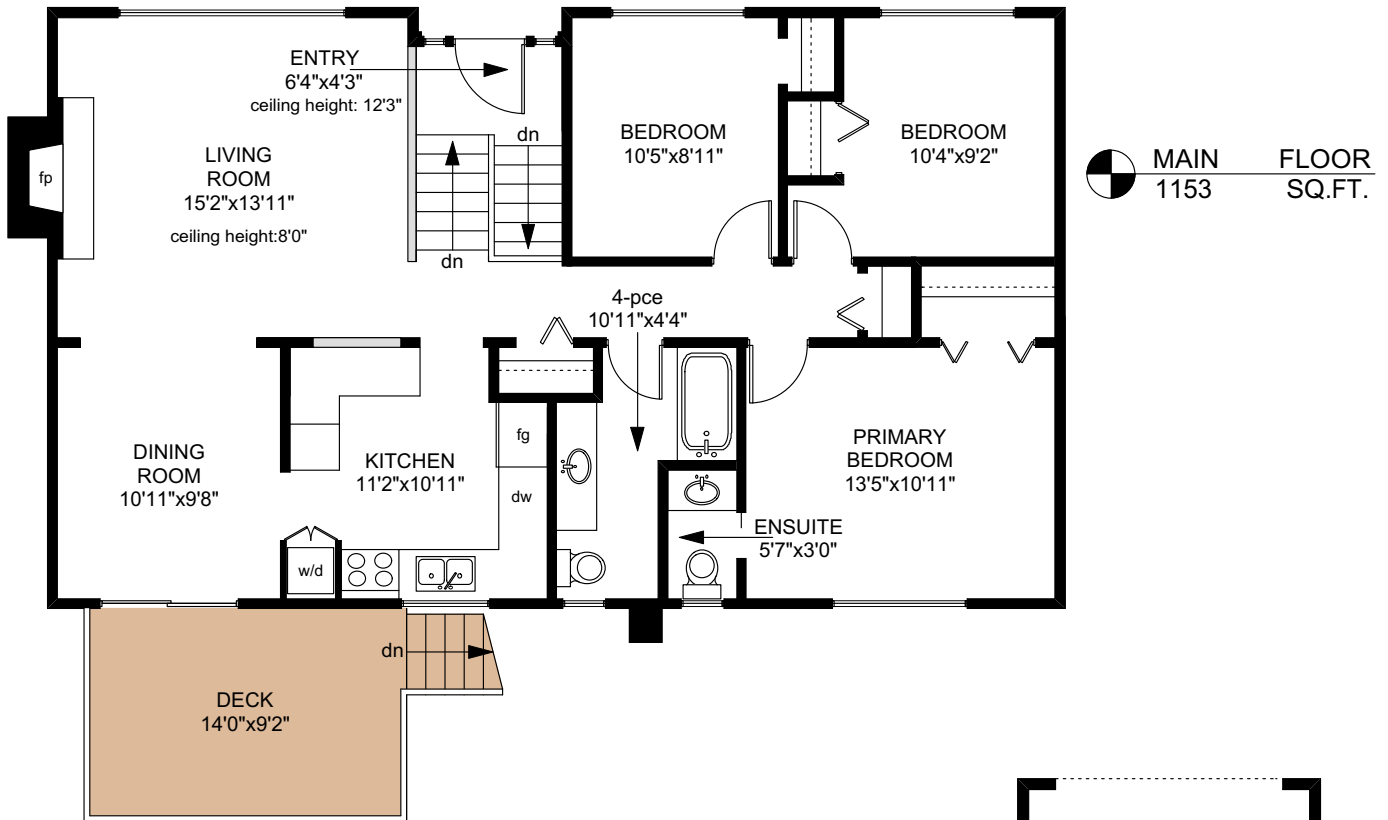 ENTRY
6'4"x4'3"
ceiling height: 12'3"
dn
dn
LIVING
ROOM
15'2"x13'11"
ceiling height:8'0"
fp
BEDROOM
10'5"x8'11"
BEDROOM
10'4"x9'2"
MAIN FLOOR
1153 SQ.FT.
4-pce
10'11"x4'4"
DINING
ROOM
10'11"x9'8"
KITCHEN
11'2"x10'11"
fg
dw
w/d
PRIMARY
BEDROOM
13'5"x10'11"
ENSUITE
5'7"x3'0"
dn
DECK
14'0"x9'2"